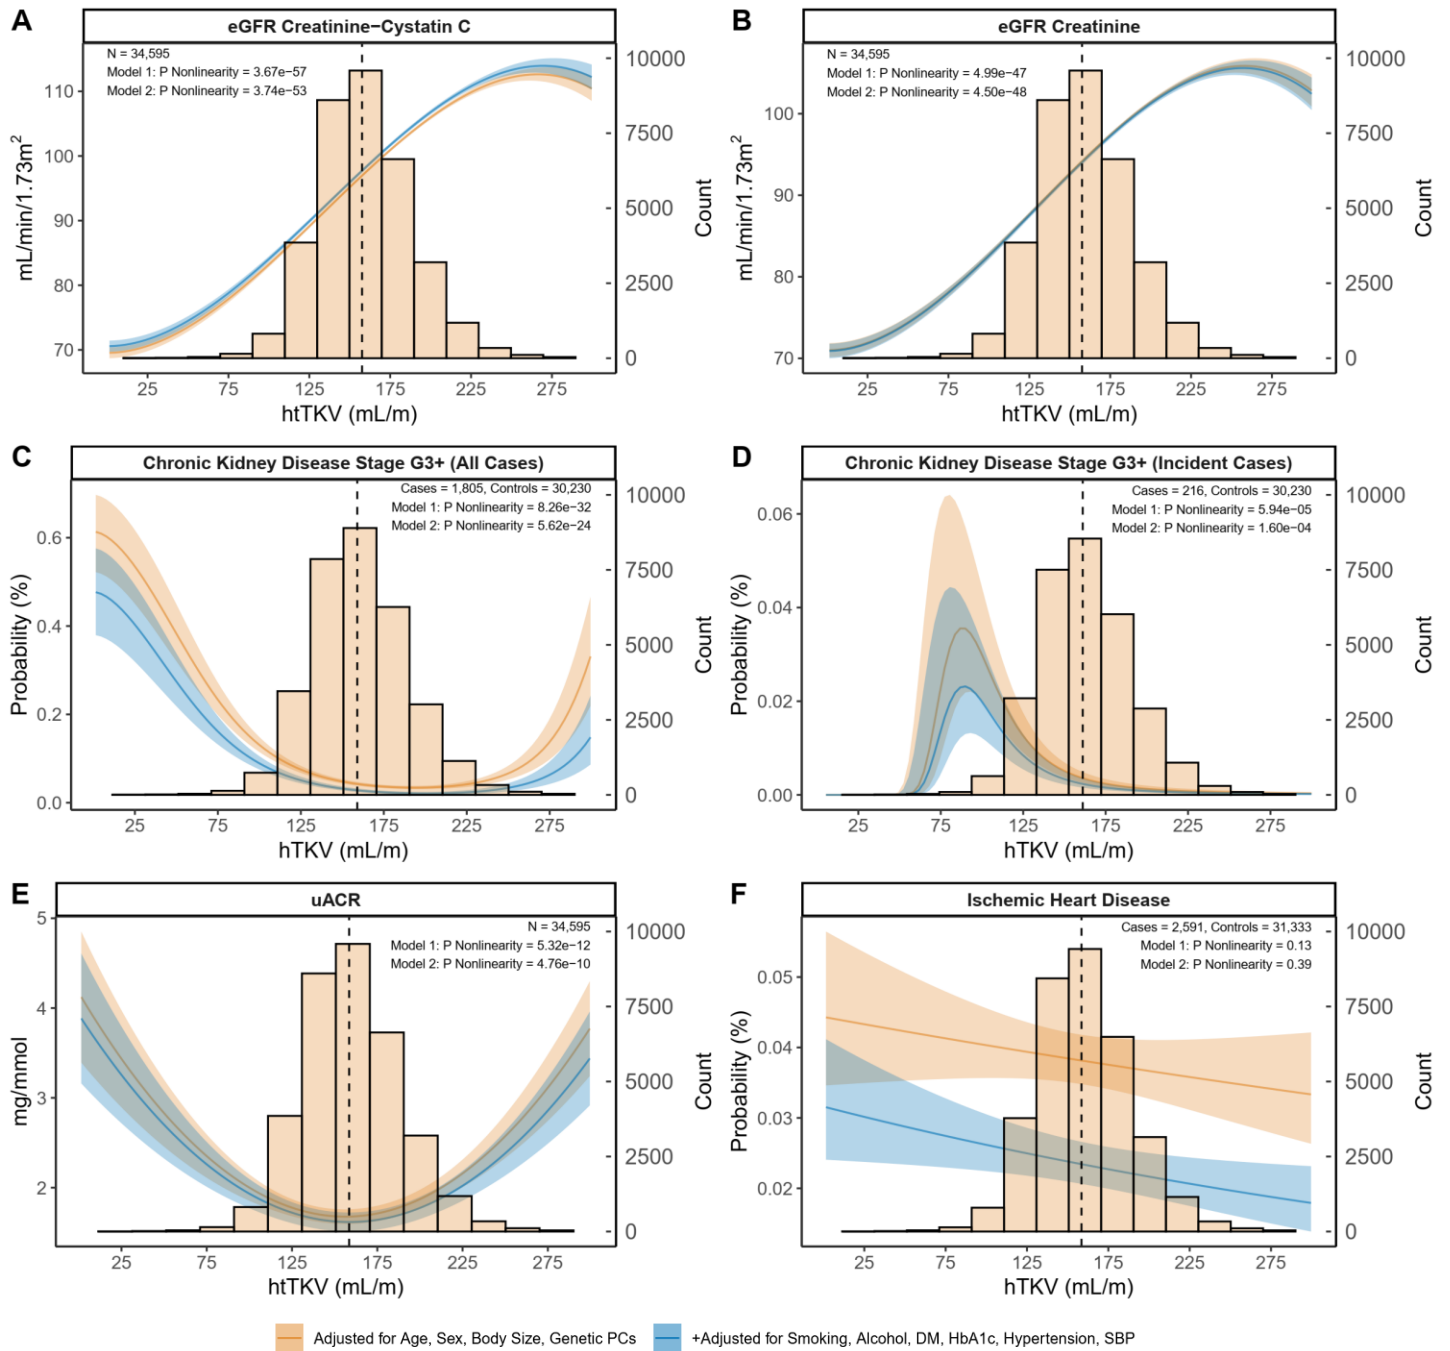 A
eGFR Creatinine−Cystatin C
N = 34,595
Model 1: P Nonlinearity = 3.67e−57
Model 2: P Nonlinearity = 3.74e−53
mL/min/1.73m²
110
100
90
80
70
10000
7500
5000
2500
0
Count
25 75 125 175 225 275
htTKV (mL/m)
B
eGFR Creatinine
N = 34,595
Model 1: P Nonlinearity = 4.99e−47
Model 2: P Nonlinearity = 4.50e−48
mL/min/1.73m²
100
90
80
70
10000
7500
5000
2500
0
Count
25 75 125 175 225 275
htTKV (mL/m)
C
Chronic Kidney Disease Stage G3+ (All Cases)
Cases = 1,805, Controls = 30,230
Model 1: P Nonlinearity = 8.26e−32
Model 2: P Nonlinearity = 5.62e−24
Probability (%)
0.6
0.4
0.2
0.0
10000
7500
5000
2500
0
Count
25 75 125 175 225 275
hTKV (mL/m)
D
Chronic Kidney Disease Stage G3+ (Incident Cases)
Cases = 216, Controls = 30,230
Model 1: P Nonlinearity = 5.94e−05
Model 2: P Nonlinearity = 1.60e−04
Probability (%)
0.06
0.04
0.02
0.00
10000
7500
5000
2500
0
Count
25 75 125 175 225 275
hTKV (mL/m)
E
uACR
N = 34,595
Model 1: P Nonlinearity = 5.32e−12
Model 2: P Nonlinearity = 4.76e−10
mg/mmol
5
4
3
2
10000
7500
5000
2500
0
Count
25 75 125 175 225 275
htTKV (mL/m)
F
Ischemic Heart Disease
Cases = 2,591, Controls = 31,333
Model 1: P Nonlinearity = 0.13
Model 2: P Nonlinearity = 0.39
Probability (%)
0.05
0.04
0.03
0.02
10000
7500
5000
2500
0
Count
25 75 125 175 225 275
hTKV (mL/m)
Adjusted for Age, Sex, Body Size, Genetic PCs
+Adjusted for Smoking, Alcohol, DM, HbA1c, Hypertension, SBP